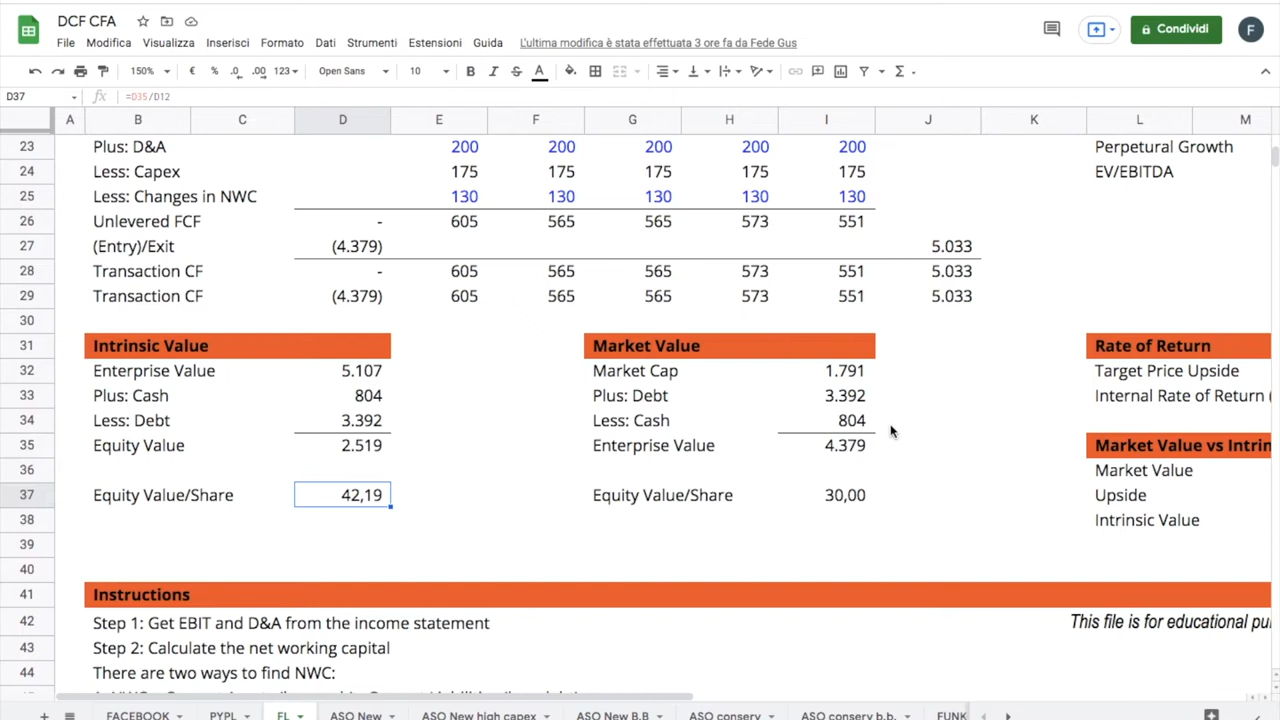 DCF CFA
File Modifica Visualizza Inserisci Formato Dati Strumenti Estensioni Guida L'ultima modifica è stata effettuata 3 ore fa da Fede Gus
Condividi F
150% € % .0 .00 123 Open Sans 10 B I S A Σ
D37 fx =D35/D12
A B C D E F G H I J K L M
23 Plus: D&A 200 200 200 200 200 Perpetural Growth
24 Less: Capex 175 175 175 175 175 EV/EBITDA
25 Less: Changes in NWC 130 130 130 130 130
26 Unlevered FCF - 605 565 565 573 551
27 (Entry)/Exit (4.379) 5.033
28 Transaction CF - 605 565 565 573 551 5.033
29 Transaction CF (4.379) 605 565 565 573 551 5.033
30
31 Intrinsic Value Market Value Rate of Return
32 Enterprise Value 5.107 Market Cap 1.791 Target Price Upside
33 Plus: Cash 804 Plus: Debt 3.392 Internal Rate of Return (
34 Less: Debt 3.392 Less: Cash 804
35 Equity Value 2.519 Enterprise Value 4.379 Market Value vs Intrin
36 Market Value
37 Equity Value/Share 42,19 Equity Value/Share 30,00 Upside
38 Intrinsic Value
39
40
41 Instructions
42 Step 1: Get EBIT and D&A from the income statement This file is for educational pu
43 Step 2: Calculate the net working capital
44 There are two ways to find NWC:
FACEBOOK PYPL FL ASO New ASO New high capex ASO New B.B ASO conserv ASO conserv b.b. FUNK